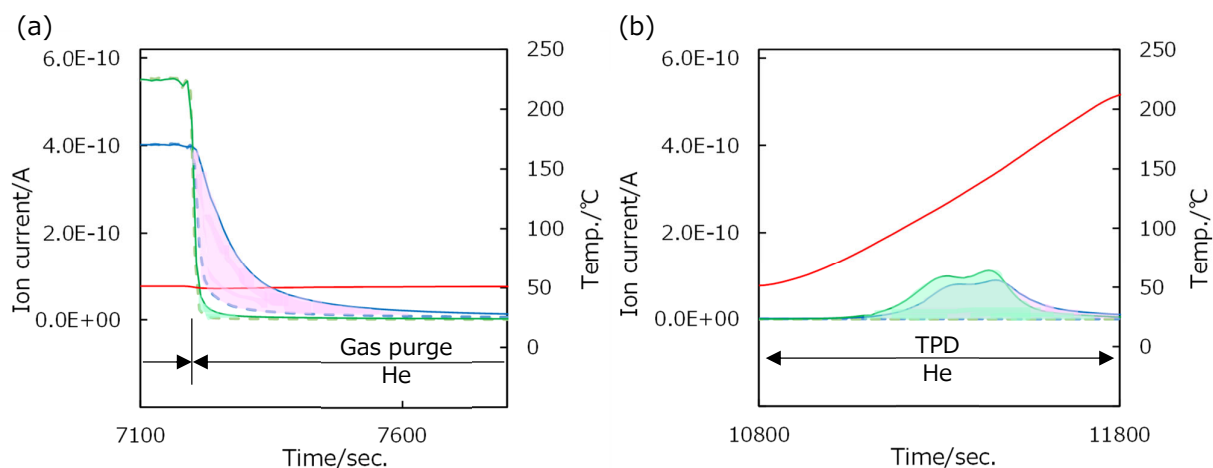 (a)
6.0E-10
4.0E-10
2.0E-10
0.0E+00
Ion current/A
250
200
150
100
50
0
Temp./℃
Gas purge
He
7100
7600
Time/sec.
(b)
6.0E-10
4.0E-10
2.0E-10
0.0E+00
Ion current/A
250
200
150
100
50
0
Temp./℃
TPD
He
10800
11800
Time/sec.